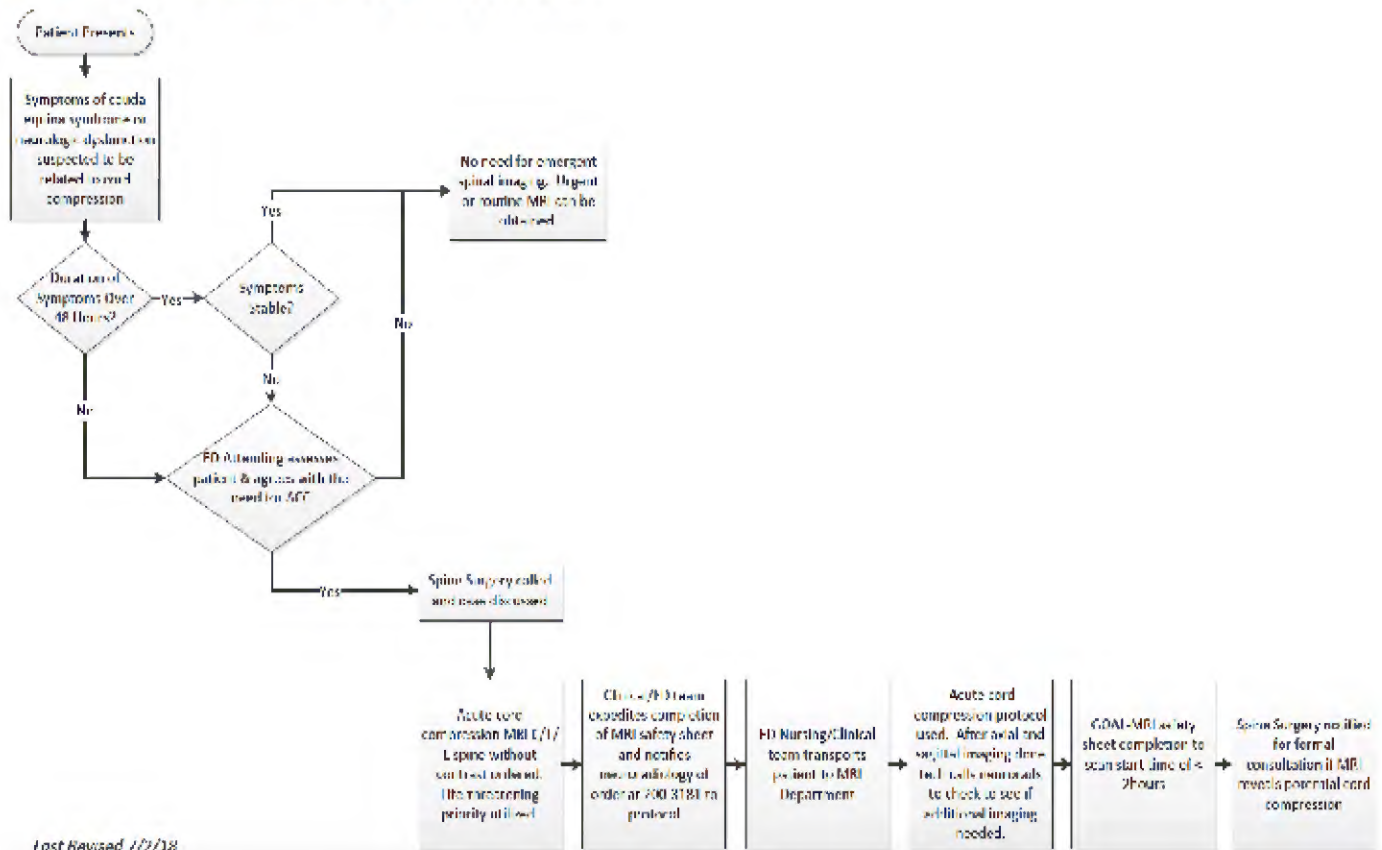 Patient Presents
Symptoms of cauda
equina syndrome or
neurologic dysfunction
suspected to be
related to cord
compression
Duration of
Symptoms Over
48 Hours?
Yes
Symptoms
stable?
Yes
No need for emergent
spinal imaging. Urgent
or routine MRI can be
obtained
No
No
No
ED Attending assesses
patient & agrees with the
need for ACC
Yes
Spine Surgery called
and case discussed
Acute cord
compression MRI C/T/
L spine without
contrast ordered.
Life threatening
priority utilized
Clinical/ED team
expedites completion
of MRI safety sheet
and notifies
neuroradiology of
order at to
protocol
ED Nursing/Clinical
team transports
patient to MRI
Department
Acute cord
compression protocol
used. After axial and
sagittal imaging done
tech calls neurorads
to check to see if
additional imaging
needed.
GOAL-MRI safety
sheet completion to
scan start time of <
2hours
Spine Surgery notified
for formal
consultation if MRI
reveals potential cord
compression
Last Revised 7/2/18